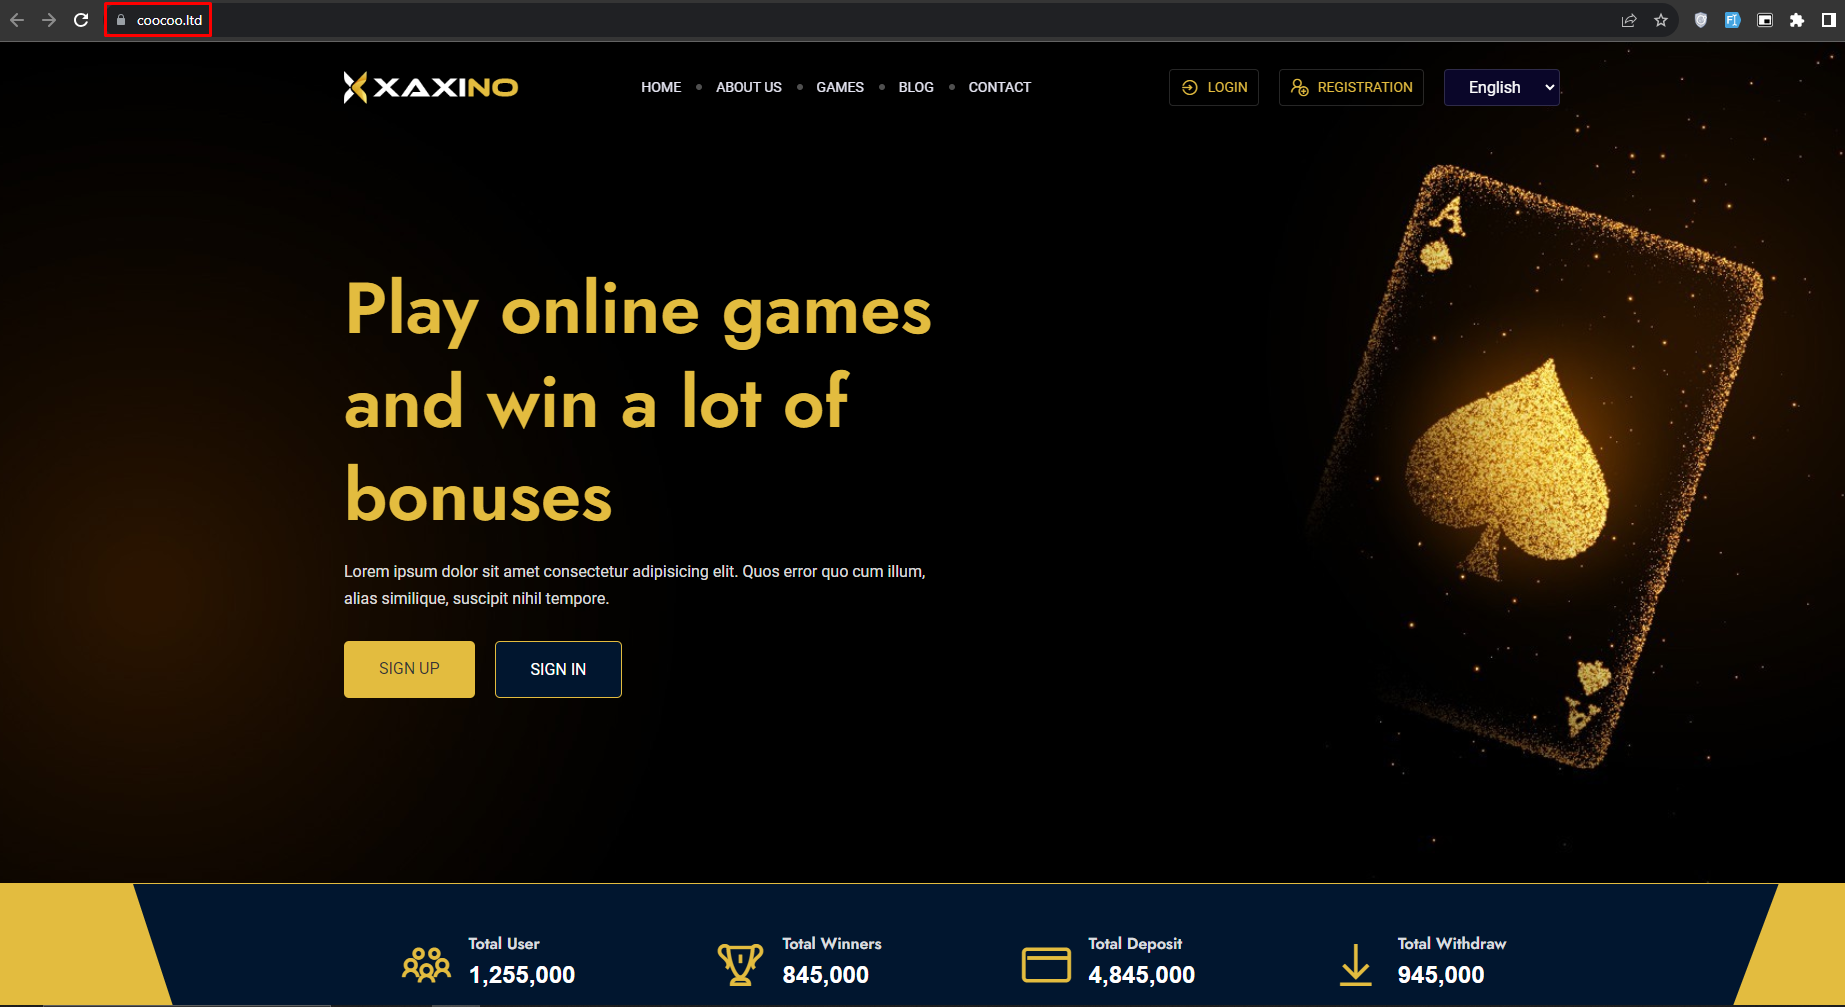 coocoo.ltd
XAXINO
HOME
ABOUT US
GAMES
BLOG
CONTACT
LOGIN
REGISTRATION
English
A
Play online games
and win a lot of
bonuses
Lorem ipsum dolor sit amet consectetur adipisicing elit. Quos error quo cum illum,
alias similique, suscipit nihil tempore.
SIGN UP
SIGN IN
A
Total User
1,255,000
Total Winners
845,000
Total Deposit
4,845,000
Total Withdraw
945,000